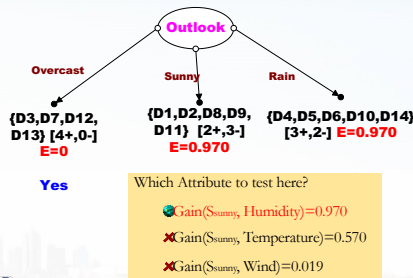 Outlook
Overcast
Sunny
Rain
{D3,D7,D12,
D13} [4+,0-]
E=0
{D1,D2,D8,D9,
D11} [2+,3-]
E=0.970
{D4,D5,D6,D10,D14}
[3+,2-] E=0.970
Yes
Which Attribute to test here?
Gain(Ssunny, Humidity)=0.970
Gain(Ssunny, Temperature)=0.570
Gain(Ssunny, Wind)=0.019